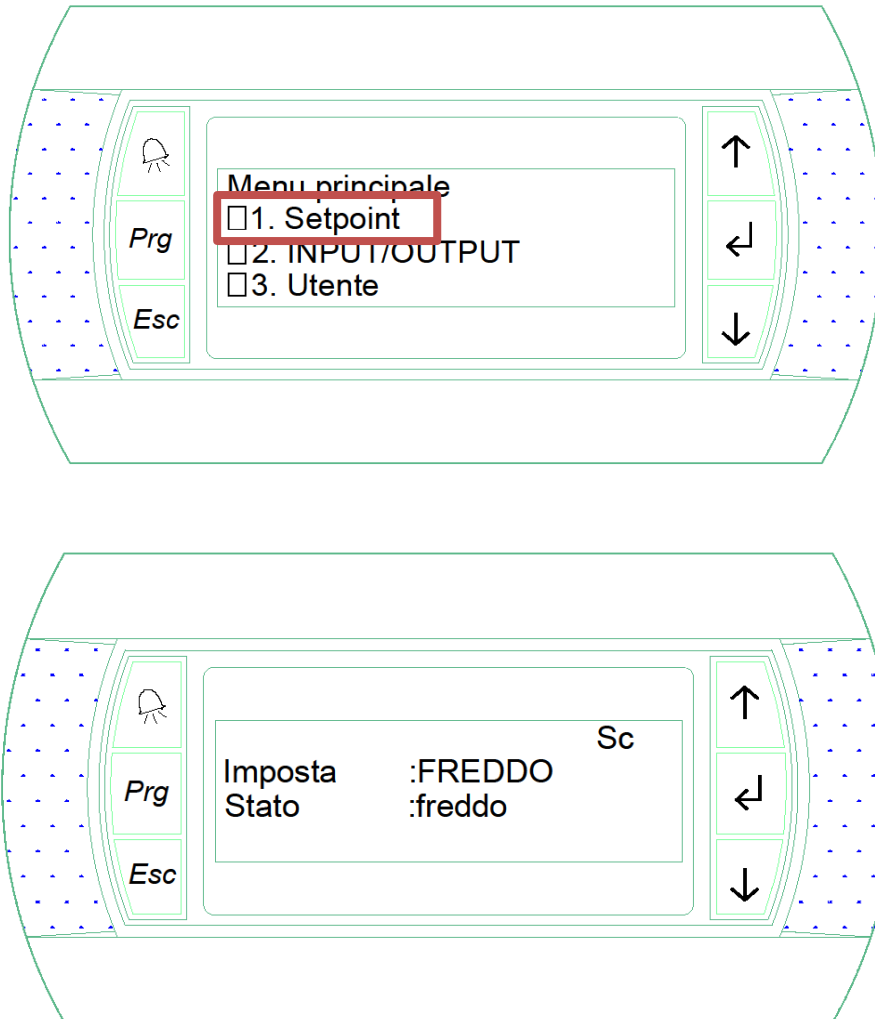 Menu principale
□1. Setpoint
□2. INPUT/OUTPUT
□3. Utente
Prg
Esc
Sc
Imposta :FREDDO
Stato :freddo
Prg
Esc